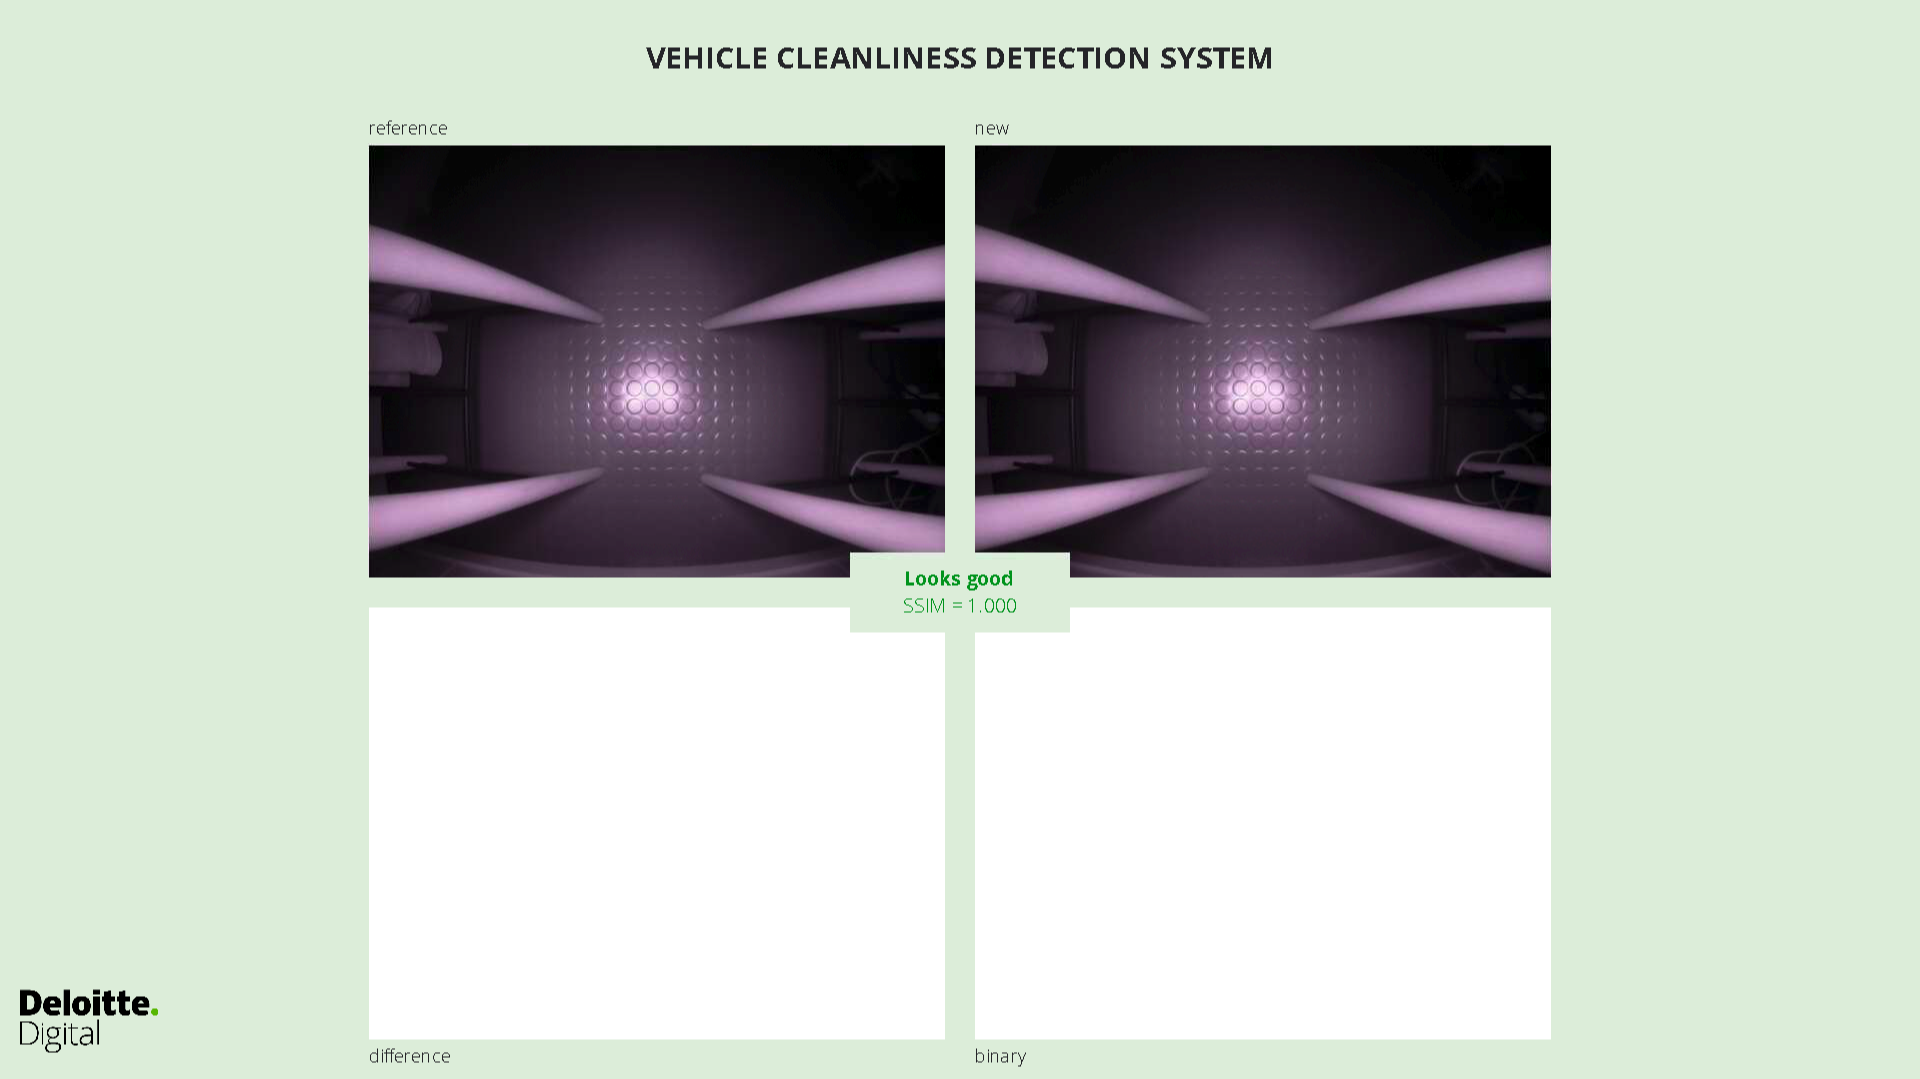 VEHICLE CLEANLINESS DETECTION SYSTEM
reference
new
Looks good
SSIM = 1.000
difference
binary
Deloitte.
Digital